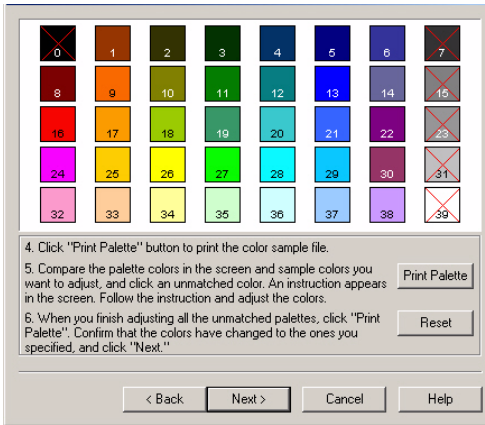 0 1 2 3 4 5 6 7
8 9 10 11 12 13 14 15
16 17 18 19 20 21 22 23
24 25 26 27 28 29 30 31
32 33 34 35 36 37 38 39
4. Click "Print Palette" button to print the color sample file.
5. Compare the palette colors in the screen and sample colors you
want to adjust, and click an unmatched color. An instruction appears
in the screen. Follow the instruction and adjust the colors.
Print Palette
6. When you finish adjusting all the unmatched palettes, click "Print
Palette". Confirm that the colors have changed to the ones you
specified, and click "Next."
Reset
< Back Next > Cancel Help